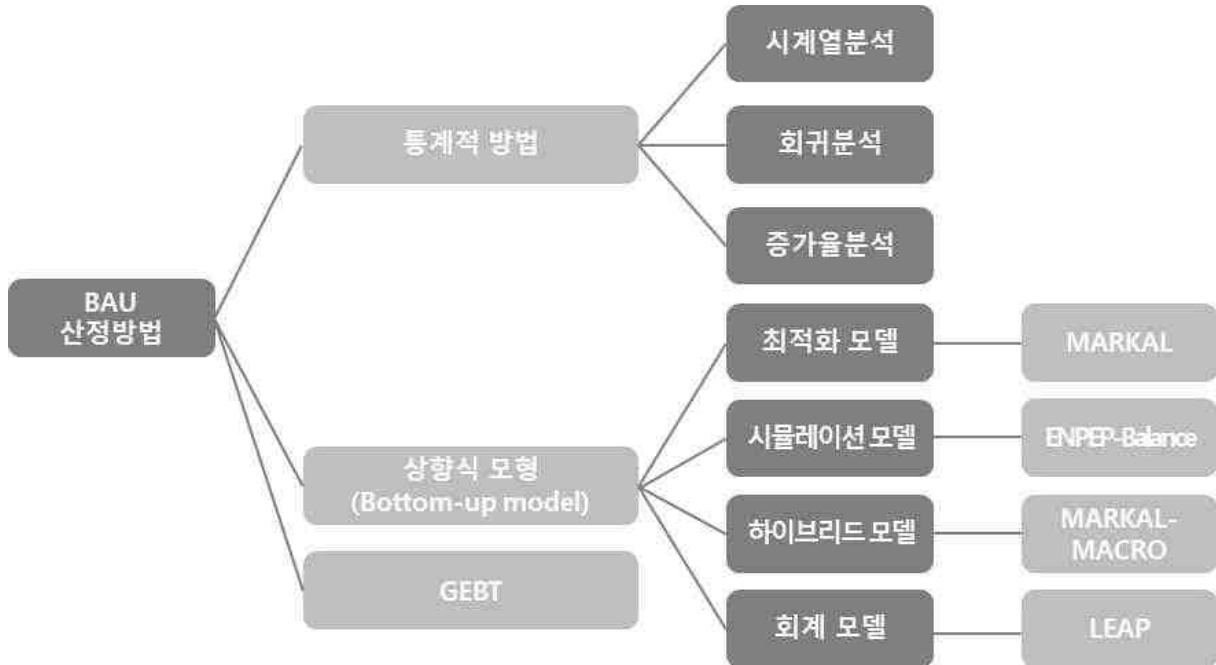 BAU
산정방법
통계적 방법
시계열분석
회귀분석
증가율분석
상향식 모형
(Bottom-up model)
최적화 모델
MARKAL
시뮬레이션 모델
ENPEP-Balance
하이브리드 모델
MARKAL-
MACRO
회계 모델
LEAP
GEBT